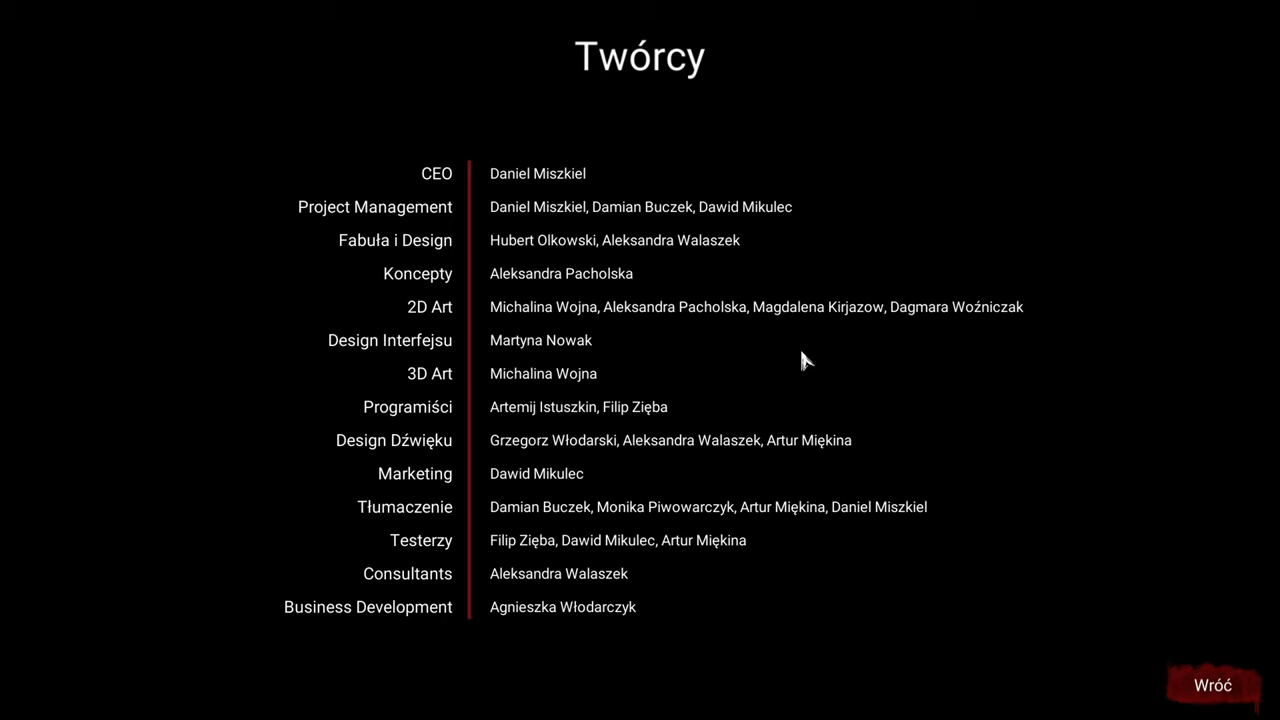 Twórcy
CEO Daniel Miszkiel
Project Management Daniel Miszkiel, Damian Buczek, Dawid Mikulec
Fabuła i Design Hubert Olkowski, Aleksandra Walaszek
Koncepty Aleksandra Pacholska
2D Art Michalina Wojna, Aleksandra Pacholska, Magdalena Kirjazow, Dagmara Woźniczak
Design Interfejsu Martyna Nowak
3D Art Michalina Wojna
Programiści Artemij Istuszkin, Filip Zięba
Design Dźwięku Grzegorz Włodarski, Aleksandra Walaszek, Artur Miękina
Marketing Dawid Mikulec
Tłumaczenie Damian Buczek, Monika Piwowarczyk, Artur Miękina, Daniel Miszkiel
Testerzy Filip Zięba, Dawid Mikulec, Artur Miękina
Consultants Aleksandra Walaszek
Business Development Agnieszka Włodarczyk
Wróć